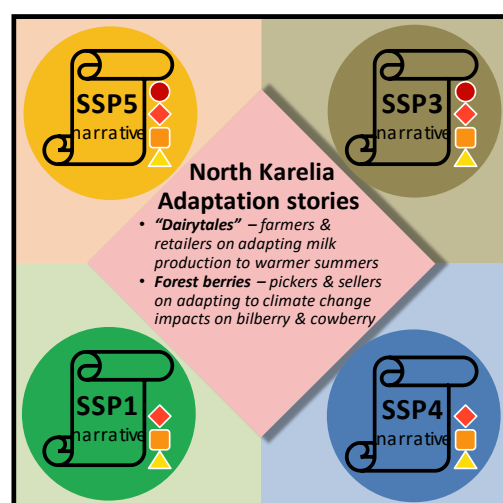 SSP5
narrative
SSP3
narrative
North Karelia
Adaptation stories
• “Dairytales” – farmers &
retailers on adapting milk
production to warmer summers
• Forest berries – pickers & sellers
on adapting to climate change
impacts on bilberry & cowberry
SSP1
narrative
SSP4
narrative